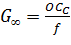 G∞ = oc_C / f